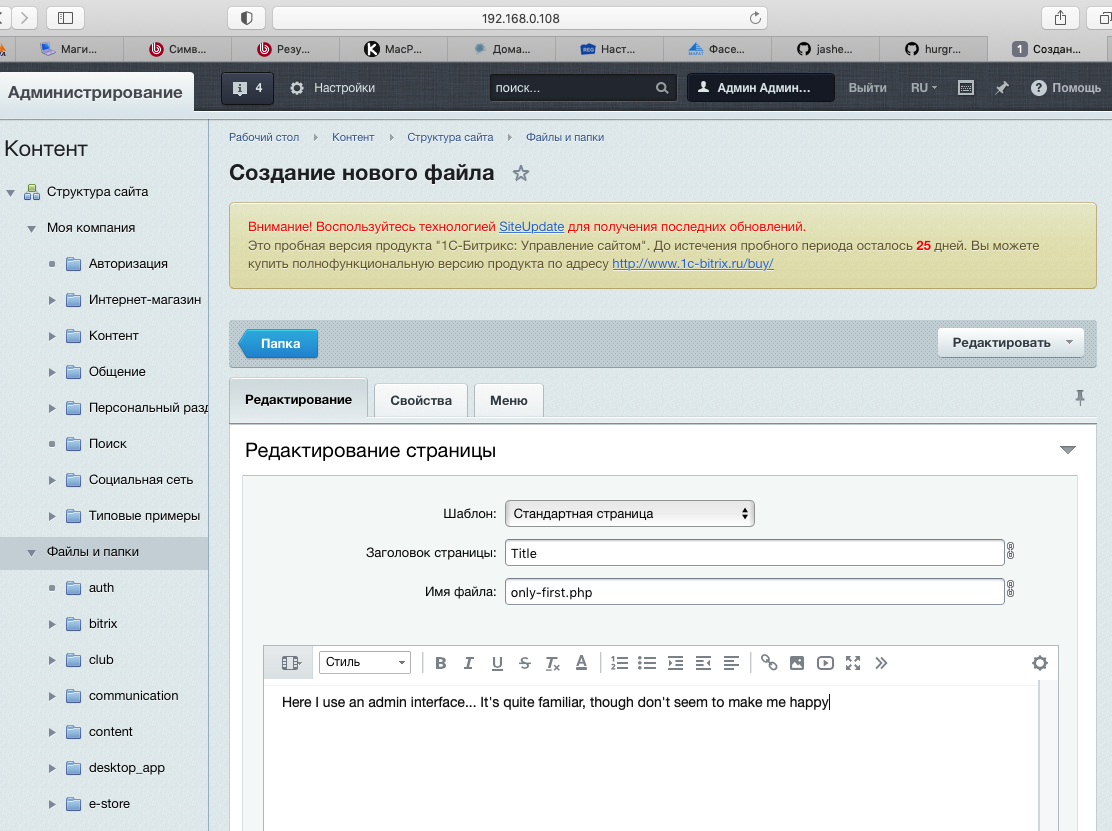 192.168.0.108
Маги...
Симв...
Резу...
MacP...
Дома...
REG Наст...
Фасе...
jashe...
hurgr...
1 Создан...
Администрирование
4
Настройки
поиск...
Админ Админ...
Выйти
RU
Помощь
Контент
Структура сайта
Моя компания
Авторизация
Интернет-магазин
Контент
Общение
Персональный разд
Поиск
Социальная сеть
Типовые примеры
Файлы и папки
auth
bitrix
club
communication
content
desktop_app
e-store
Рабочий стол
Контент
Структура сайта
Файлы и папки
Создание нового файла
Внимание! Воспользуйтесь технологией SiteUpdate для получения последних обновлений.
Это пробная версия продукта "1С-Битрикс: Управление сайтом". До истечения пробного периода осталось 25 дней. Вы можете
купить полнофункциональную версию продукта по адресу http://www.1c-bitrix.ru/buy/
Папка
Редактировать
Редактирование
Свойства
Меню
Редактирование страницы
Шаблон: Стандартная страница
Заголовок страницы: Title
Имя файла: only-first.php
Стиль
B I U S Tx A
Here I use an admin interface... It's quite familiar, though don't seem to make me happy